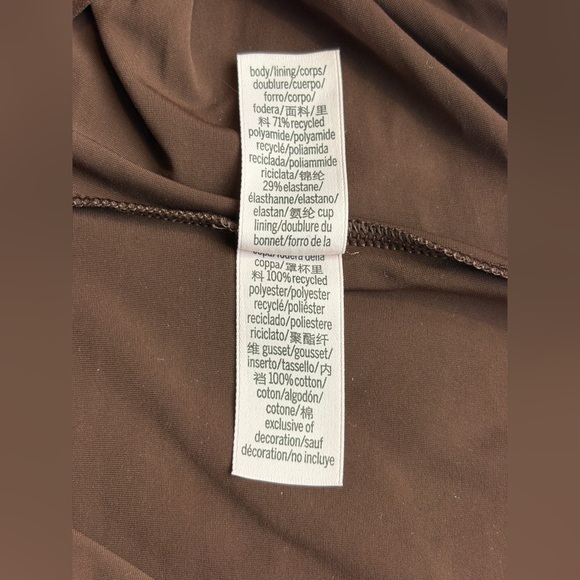 body/lining/corps/
doublure/cuerpo/
forro/corpo/
fodera/面料/里
料 71% recycled
polyamide/polyamide
recyclé/poliamida
reciclada/poliammide
riciclata/锦纶
29% elastane/
élasthanne/elastano/
elastan/氨纶 cup
lining/doublure du
bonnet/forro de la
copa/fodera della
coppa/罩杯里
料 100% recycled
polyester/polyester
recyclé/poliéster
reciclado/poliestere
riciclato/聚酯纤
维 gusset/gousset/
inserto/tassello/内
裆 100% cotton/
coton/algodón/
cotone/棉
exclusive of
decoration/sauf
décoration/no incluye